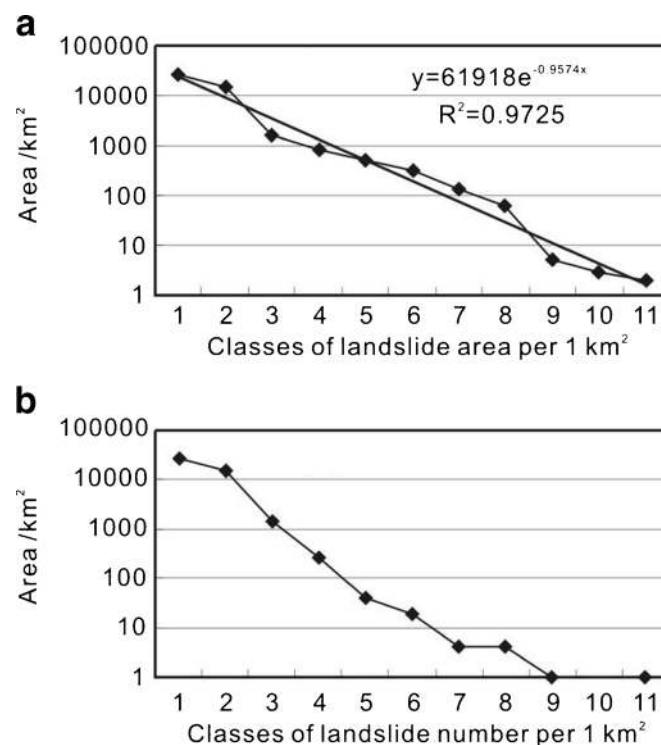 a
100000
10000
1000
100
10
1
Area /km²
y=61918e^-0.9574x
R²=0.9725
1 2 3 4 5 6 7 8 9 10 11
Classes of landslide area per 1 km²
b
100000
10000
1000
100
10
1
Area /km²
1 2 3 4 5 6 7 8 9 10 11
Classes of landslide number per 1 km²